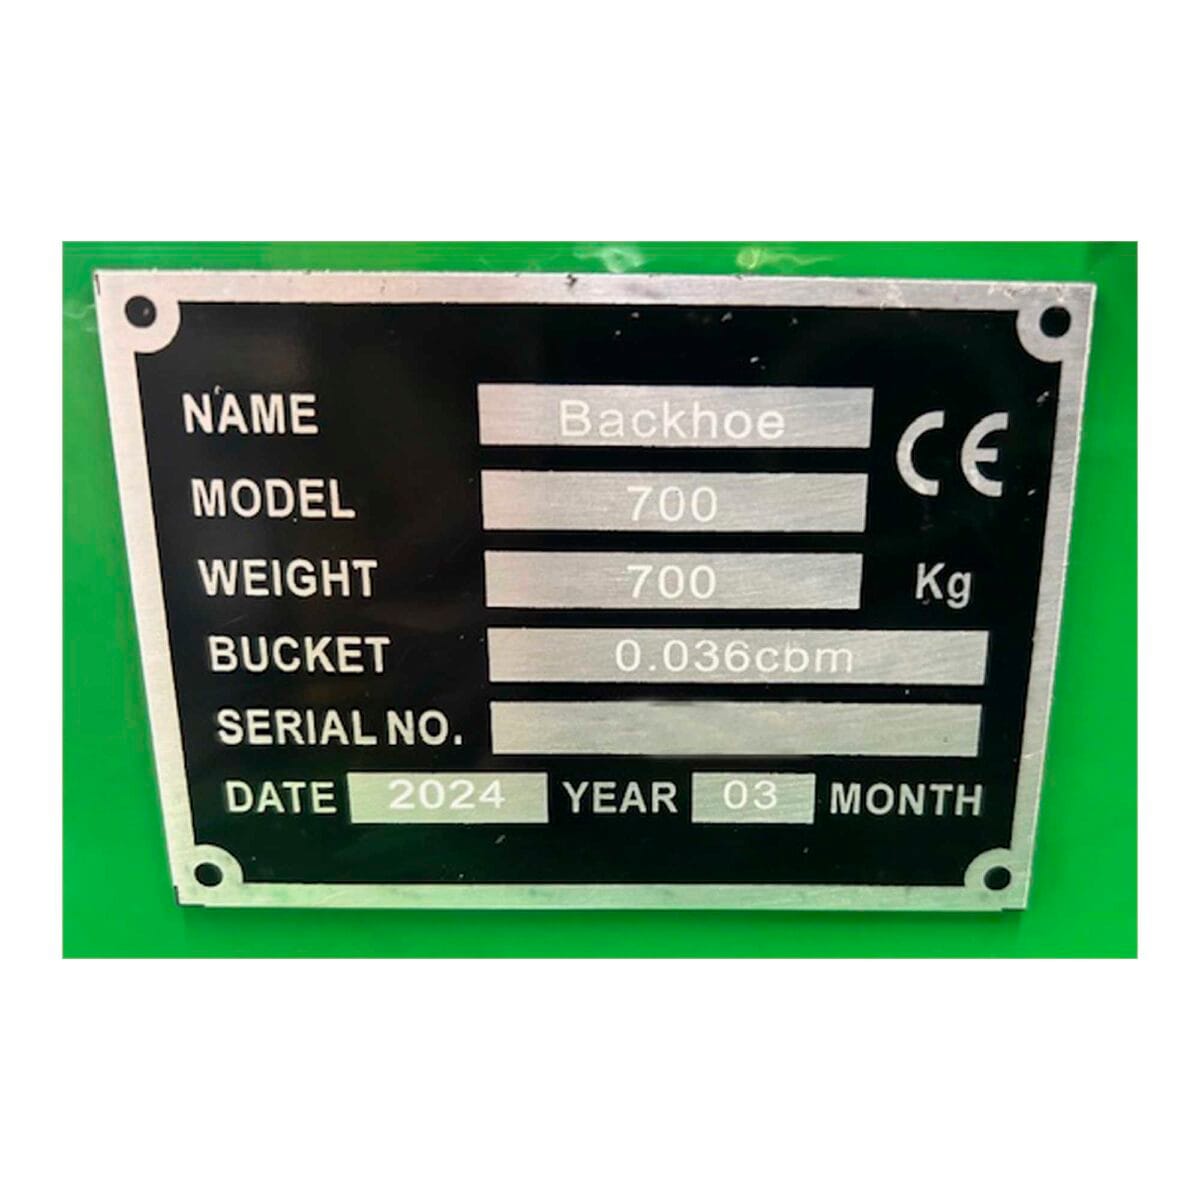 NAME Backhoe CE
MODEL 700
WEIGHT 700 Kg
BUCKET 0.036cbm
SERIAL NO.
DATE 2024 YEAR 03 MONTH